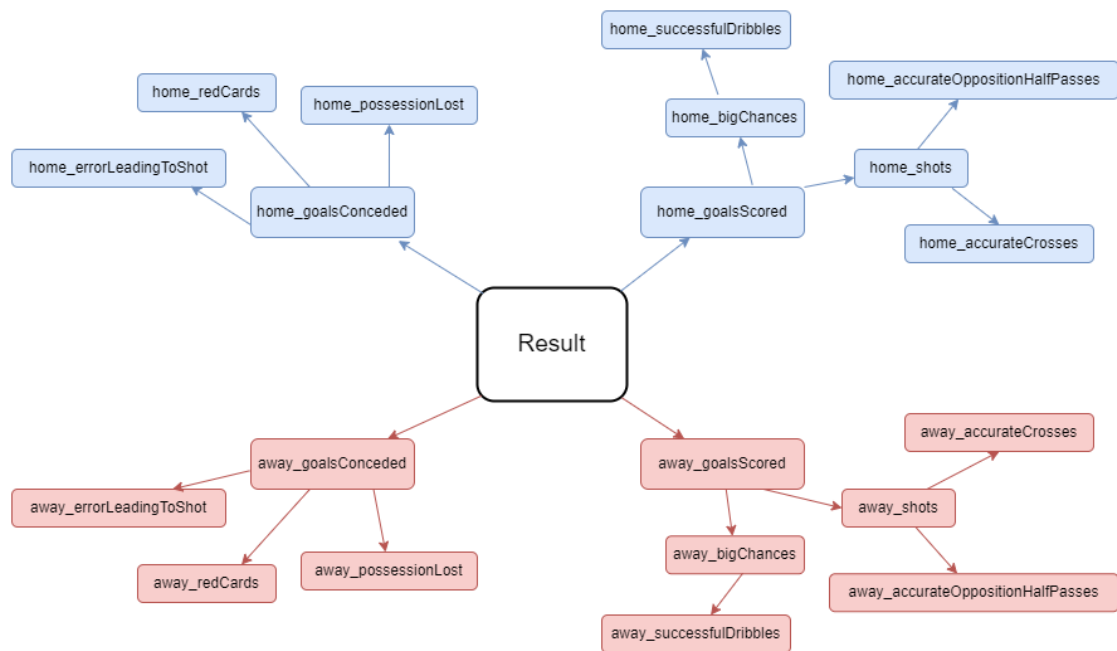 home_successfulDribbles
home_redCards
home_possessionLost
home_accurateOppositionHalfPasses
home_bigChances
home_errorLeadingToShot
home_shots
home_goalsConceded
home_goalsScored
home_accurateCrosses
Result
away_accurateCrosses
away_goalsConceded
away_goalsScored
away_errorLeadingToShot
away_shots
away_bigChances
away_redCards
away_possessionLost
away_accurateOppositionHalfPasses
away_successfulDribbles